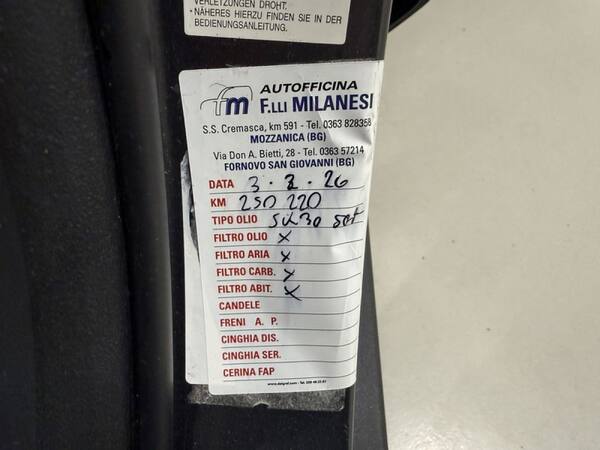 VERLETZUNGEN DROHT.
• NÄHERES HIERZU FINDEN SIE IN DER
BEDIENUNGSANLEITUNG.
fm
AUTOFFICINA
F.LLI MILANESI
S.S. Cremasca, km 591 - Tel. 0363 828358
MOZZANICA (BG)
Via Don A. Bietti, 28 - Tel. 0363 57214
FORNOVO SAN GIOVANNI (BG)
DATA 3.2.26
KM 250 220
TIPO OLIO 5W30
FILTRO OLIO X
FILTRO ARIA X
FILTRO CARB. X
FILTRO ABIT. X
CANDELE
FRENI A. P.
CINGHIA DIS.
CINGHIA SER.
CERINA FAP